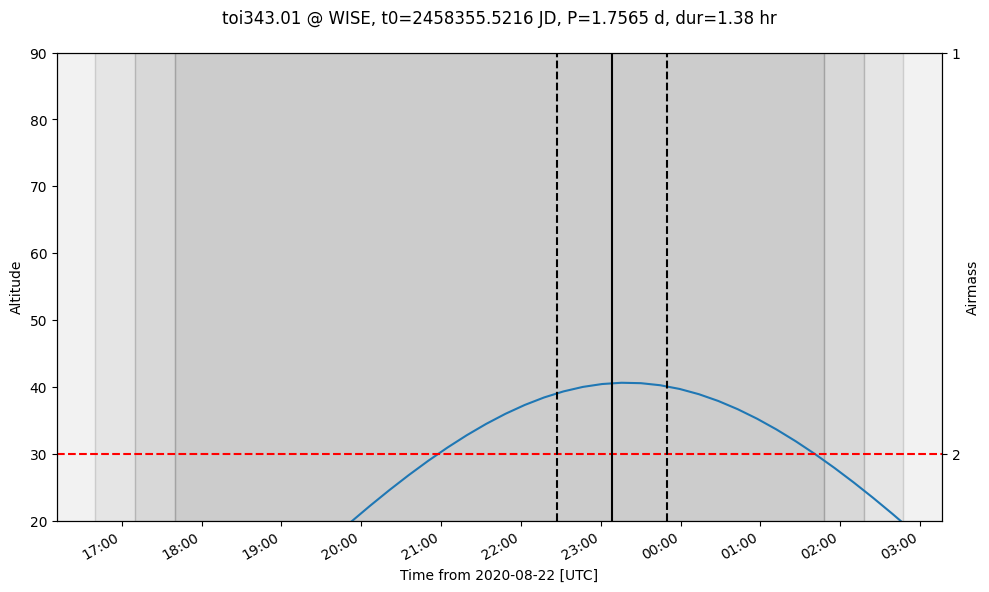 toi343.01 @ WISE, t0=2458355.5216 JD, P=1.7565 d, dur=1.38 hr
90
80
70
60
50
40
30
20
Altitude
1
2
Airmass
17:00 18:00 19:00 20:00 21:00 22:00 23:00 00:00 01:00 02:00 03:00
Time from 2020-08-22 [UTC]